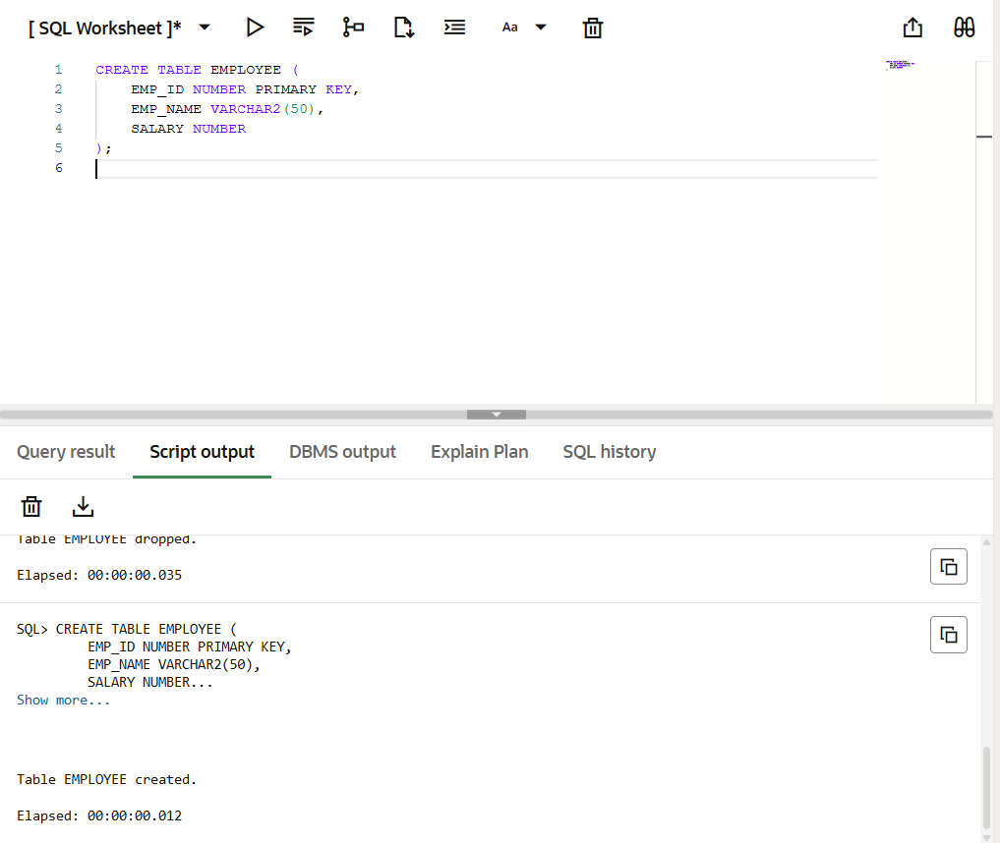 [ SQL Worksheet ]*
Aa
1 CREATE TABLE EMPLOYEE (
2 EMP_ID NUMBER PRIMARY KEY,
3 EMP_NAME VARCHAR2(50),
4 SALARY NUMBER
5 );
6
Query result Script output DBMS output Explain Plan SQL history
Table EMPLOYEE dropped.
Elapsed: 00:00:00.035
SQL> CREATE TABLE EMPLOYEE (
EMP_ID NUMBER PRIMARY KEY,
EMP_NAME VARCHAR2(50),
SALARY NUMBER...
Show more...
Table EMPLOYEE created.
Elapsed: 00:00:00.012